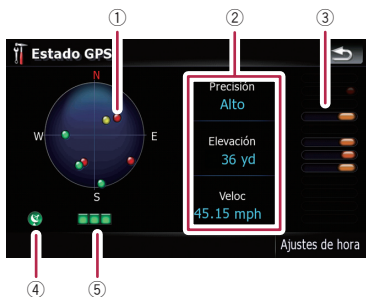 ① ② ③
Estado GPS
N
W E
S
Precisión
Alto
Elevación
36 yd
Veloc
45.15 mph
Ajustes de hora
④ ⑤